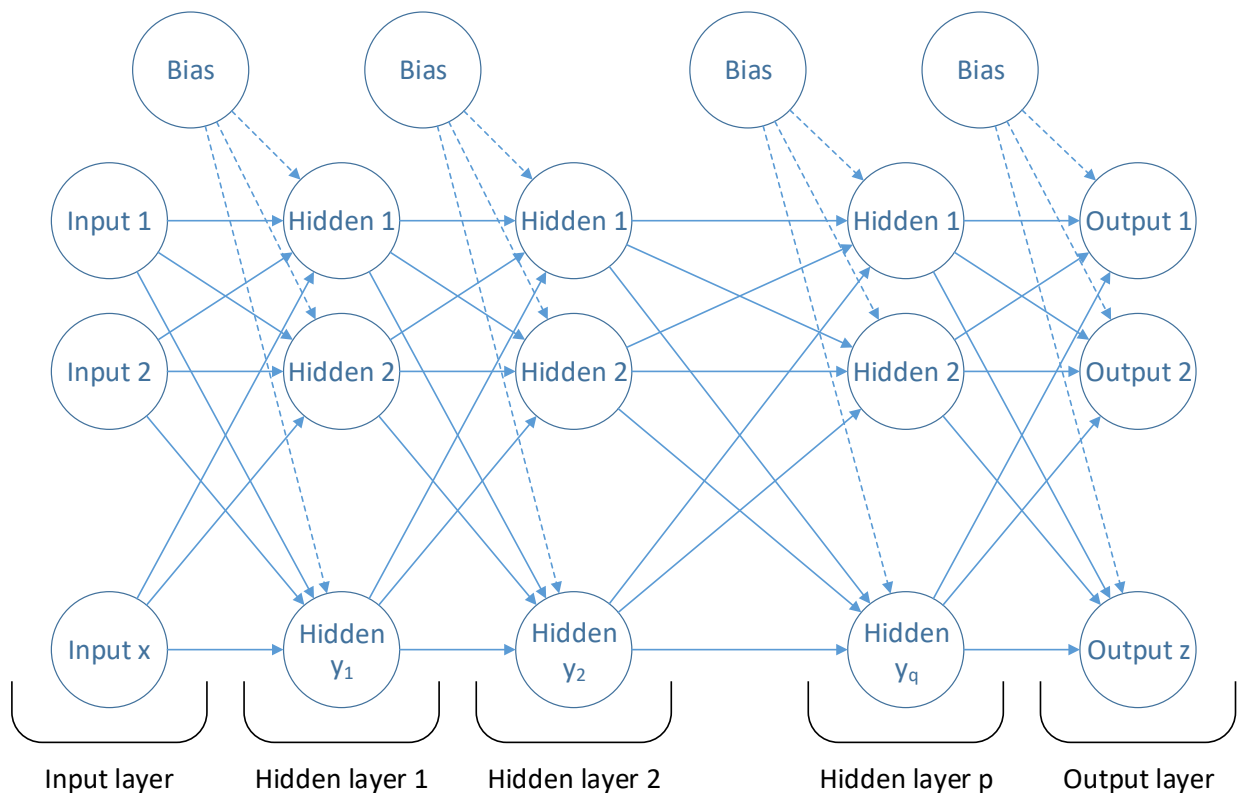 Bias Bias Bias Bias
Input 1 Hidden 1 Hidden 1 Hidden 1 Output 1
Input 2 Hidden 2 Hidden 2 Hidden 2 Output 2
Input x Hidden y₁ Hidden y₂ Hidden y_q Output z
Input layer Hidden layer 1 Hidden layer 2 Hidden layer p Output layer